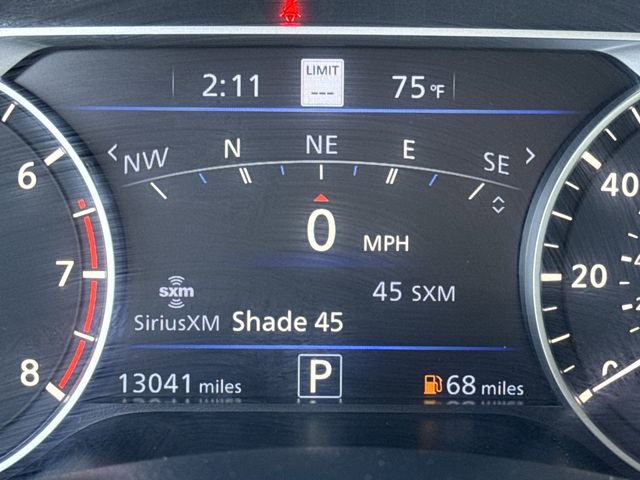 2:11 LIMIT --- 75°F
NW N NE E SE
0 MPH
sxm 45 SXM
SiriusXM Shade 45
13041 miles P 68 miles
6
7
8
40
20
0